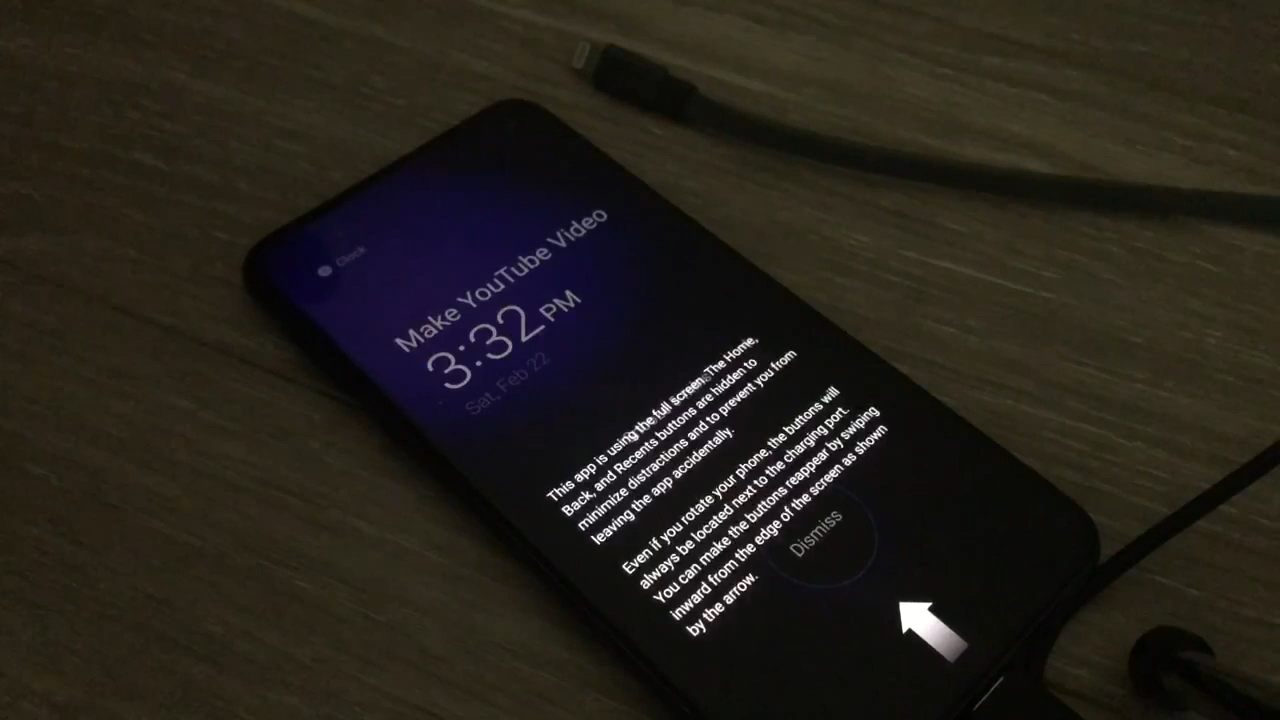 Clock
Make YouTube Video
3:32 PM
Sat, Feb 22
This app is using the full screen. The Home,
Back, and Recents buttons are hidden to
minimize distractions and to prevent you from
leaving the app accidentally.
Even if you rotate your phone, the buttons will
always be located next to the charging port.
You can make the buttons reappear by swiping
inward from the edge of the screen as shown
by the arrow.
Dismiss